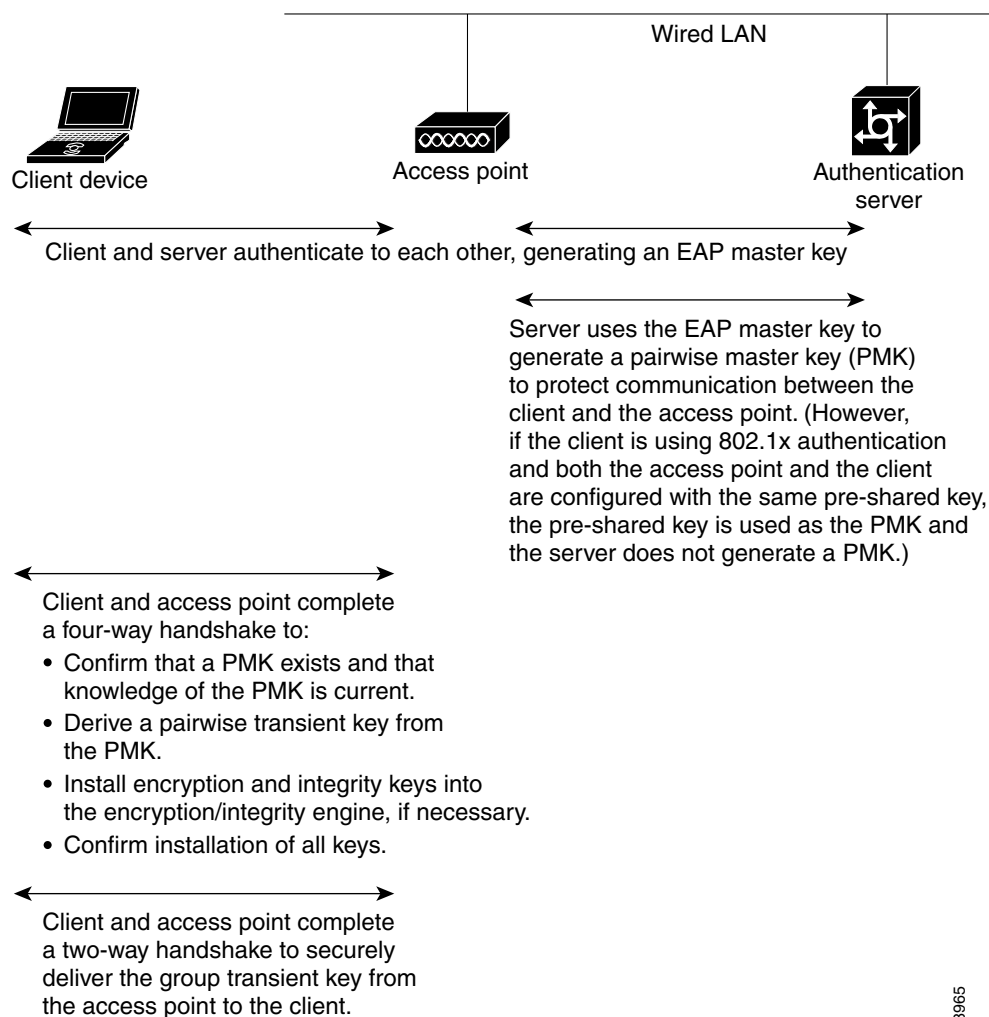 Wired LAN
Client device
Access point
Authentication
server
Client and server authenticate to each other, generating an EAP master key
Server uses the EAP master key to
generate a pairwise master key (PMK)
to protect communication between the
client and the access point. (However,
if the client is using 802.1x authentication
and both the access point and the client
are configured with the same pre-shared key,
the pre-shared key is used as the PMK and
the server does not generate a PMK.)
Client and access point complete
a four-way handshake to:
• Confirm that a PMK exists and that
knowledge of the PMK is current.
• Derive a pairwise transient key from
the PMK.
• Install encryption and integrity keys into
the encryption/integrity engine, if necessary.
• Confirm installation of all keys.
Client and access point complete
a two-way handshake to securely
deliver the group transient key from
the access point to the client.